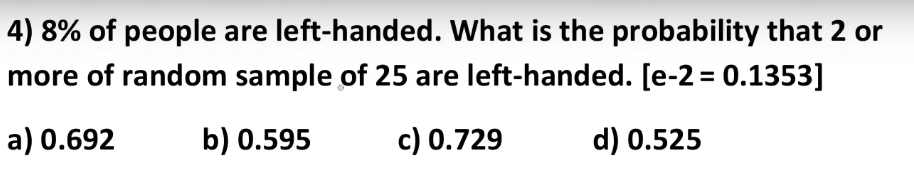 4) 8% of people are left-handed. What is the probability that 2 or
more of random sample of 25 are left-handed. [e-2 = 0.1353]
a) 0.692 b) 0.595 c) 0.729 d) 0.525